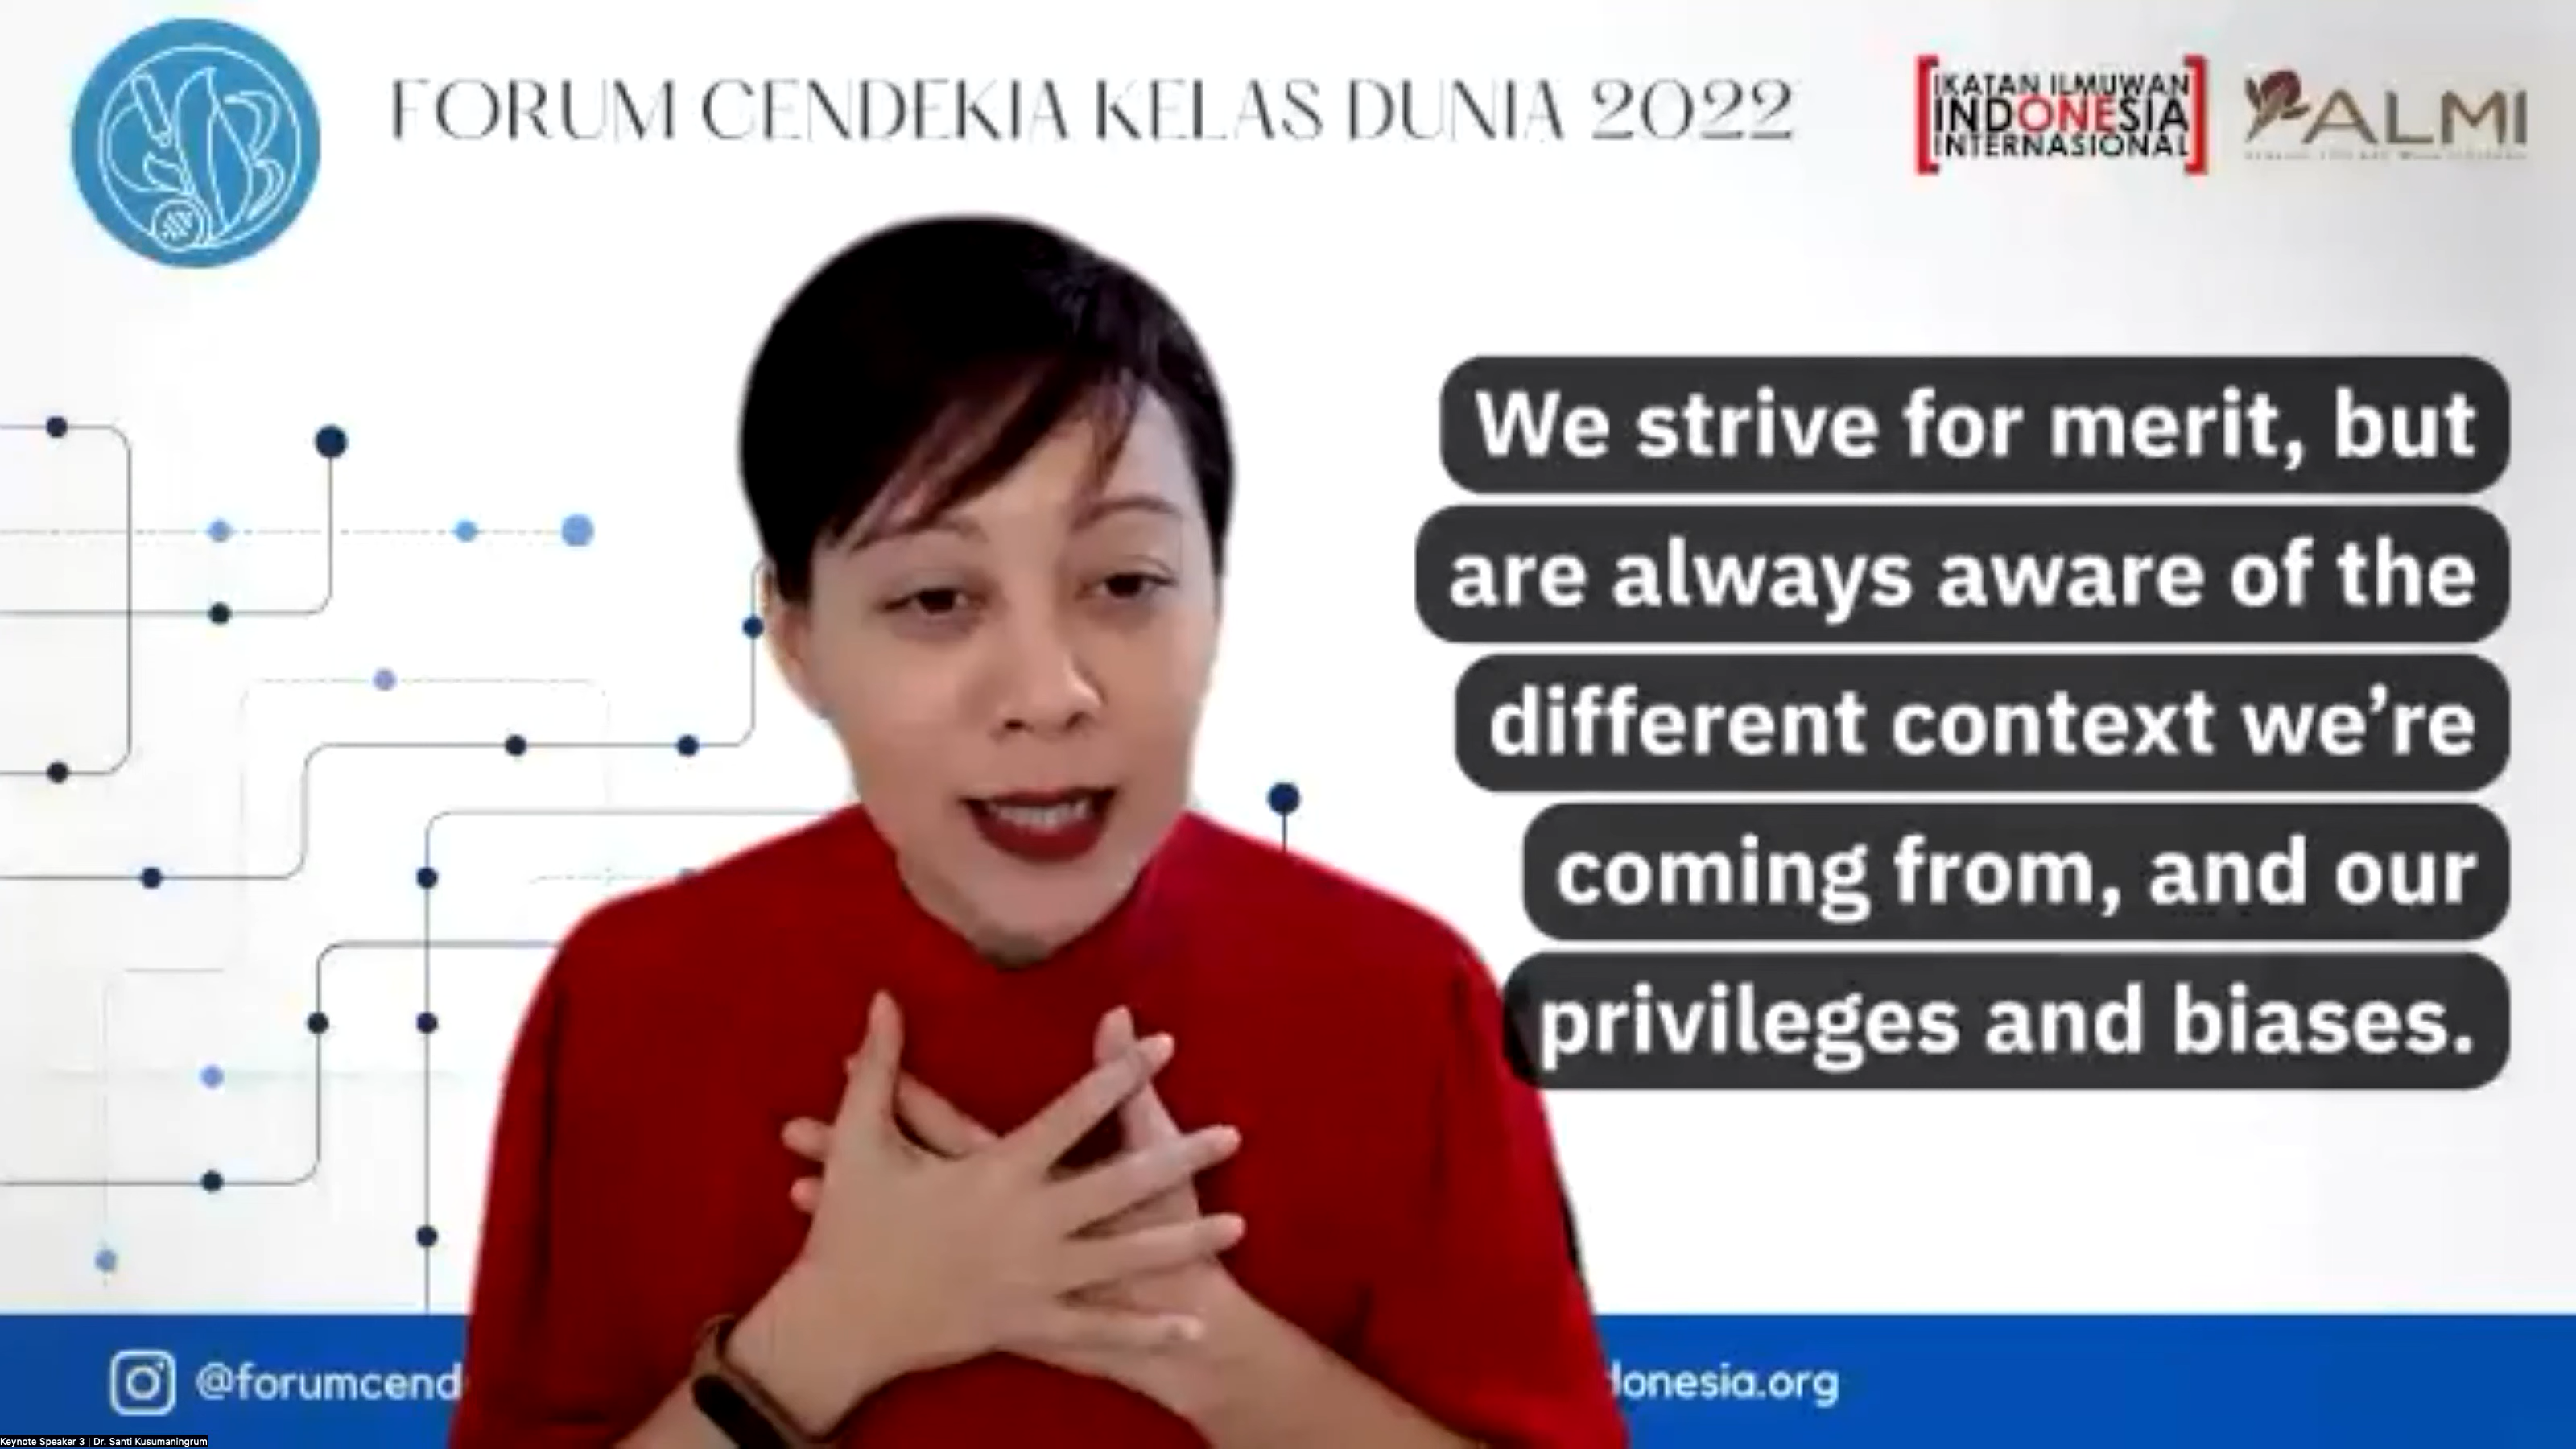 FORUM CENDEKIA KELAS DUNIA 2022
IKATAN ILMUWAN
INDONESIA
INTERNASIONAL
ALMI
We strive for merit, but
are always aware of the
different context we’re
coming from, and our
privileges and biases.
@forumcend
donesia.org
Keynote Speaker 3 | Dr. Santi Kusumaningrum